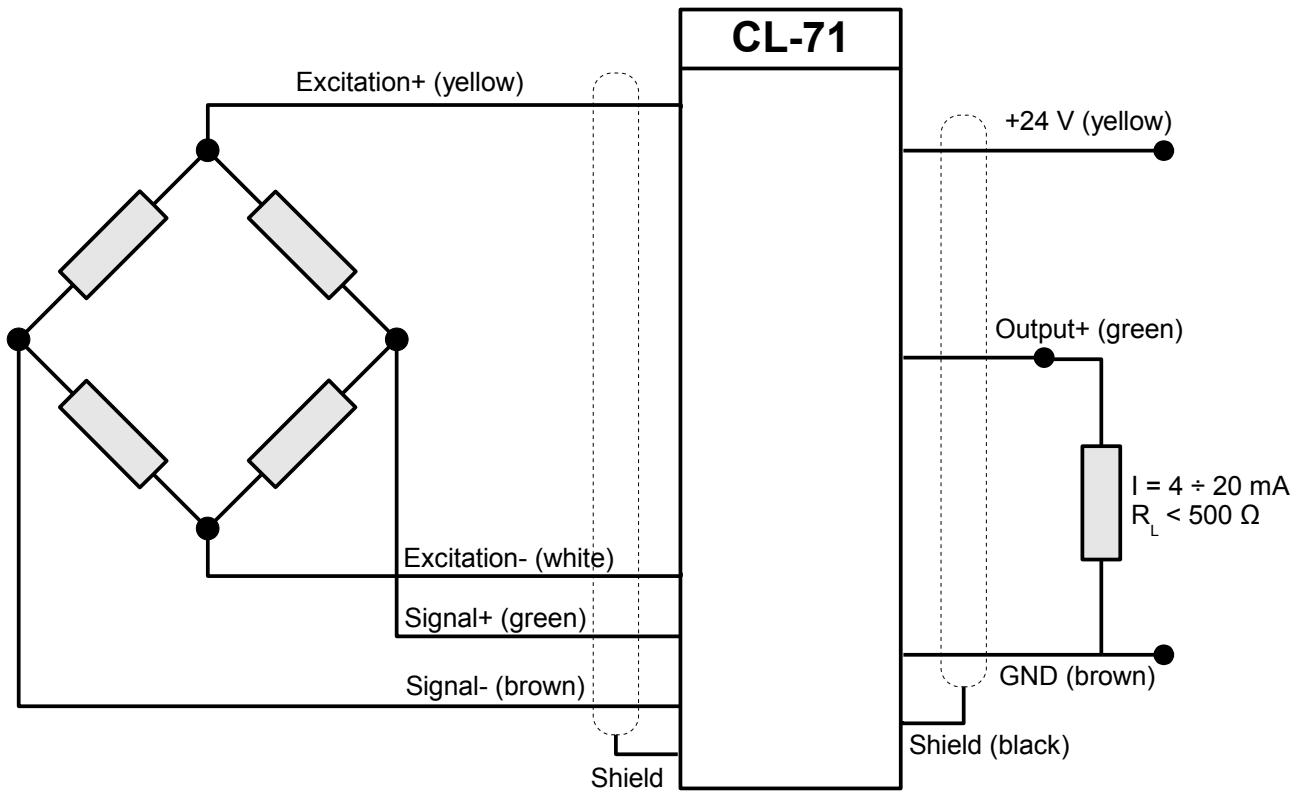 CL-71
Excitation+ (yellow)
+24 V (yellow)
Output+ (green)
I = 4 ÷ 20 mA
R_L < 500 Ω
Excitation- (white)
Signal+ (green)
Signal- (brown)
GND (brown)
Shield (black)
Shield